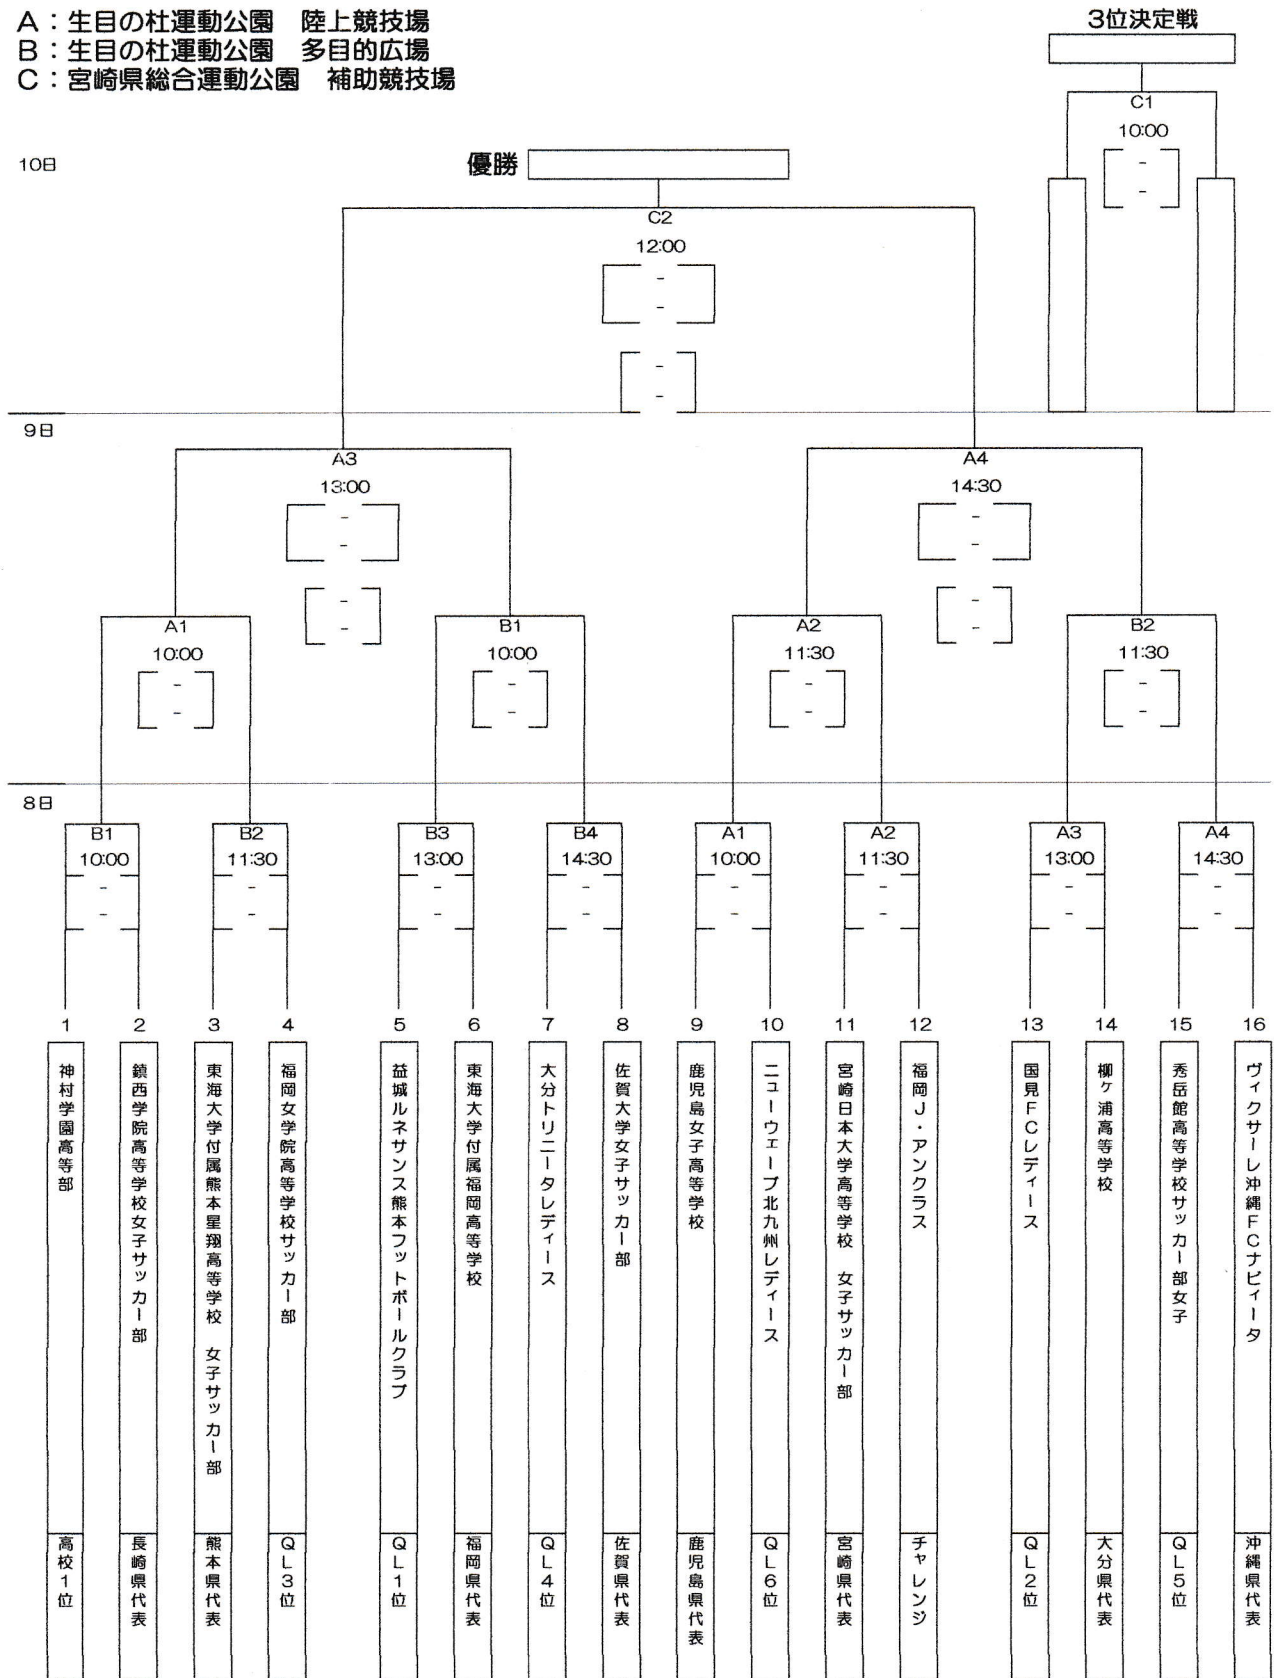 A：生目の杜運動公園　陸上競技場
B：生目の杜運動公園　多目的広場
C：宮崎県総合運動公園　補助競技場
3位決定戦
C1
10:00
-
-
10日
優勝
C2
12:00
-
-
-
-
9日
A3
13:00
-
-
-
-
A4
14:30
-
-
-
-
A1
10:00
-
-
B1
10:00
-
-
A2
11:30
-
-
B2
11:30
-
-
8日
B1
10:00
-
-
B2
11:30
-
-
B3
13:00
-
-
B4
14:30
-
-
A1
10:00
-
-
A2
11:30
-
-
A3
13:00
-
-
A4
14:30
-
-
1
神村学園高等部
高校1位
2
鎮西学院高等学校女子サッカー部
長崎県代表
3
東海大学付属熊本星翔高等学校　女子サッカー部
熊本県代表
4
福岡女学院高等学校サッカー部
QL3位
5
益城ルネサンス熊本フットボールクラブ
QL1位
6
東海大学付属福岡高等学校
福岡県代表
7
大分トリニータレディース
QL4位
8
佐賀大学女子サッカー部
佐賀県代表
9
鹿児島女子高等学校
鹿児島県代表
10
ニューウェーブ北九州レディース
QL6位
11
宮崎日本大学高等学校　女子サッカー部
宮崎県代表
12
福岡J・アンクラス
チャレンジ
13
国見FCレディース
QL2位
14
柳ヶ浦高等学校
大分県代表
15
秀岳館高等学校サッカー部女子
QL5位
16
ヴィクサーレ沖縄FCナビィータ
沖縄県代表